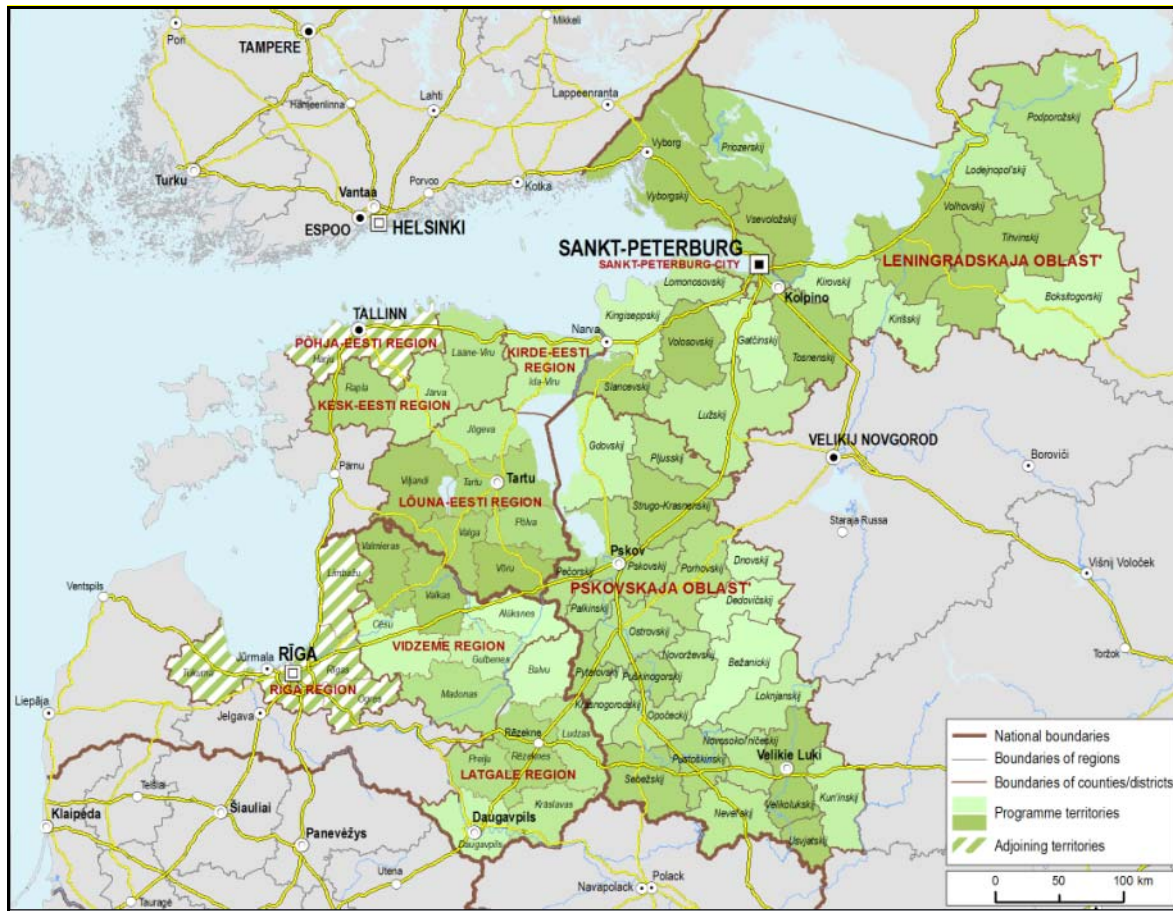 Pori
TAMPERE
Mikkeli
Hämeenlinna
Lahti
Lappeenranta
Turku
Vantaa
Porvoo
Kotka
Vyborg
ESPOO
HELSINKI
Priozerskij
Vyborgskij
Vsevoložskij
Podporožskij
Lodejnopol'skij
Volhovskij
Tihvinskij
SANKT-PETERBURG
SANKT-PETERBURG-CITY
LENINGRADSKAJA OBLAST'
Boksitogorskij
Kirovskij
Kirišskij
Kolpino
Lomonosovskij
Kingiseppskij
Narva
Volosovskij
Gatčinskij
Tosnenskij
Slancevskij
Lužskij
TALLINN
PÕHJA-EESTI REGION
Harju
Lääne-Viru
KIRDE-EESTI
REGION
Ida-Viru
Rapla
Järva
KESK-EESTI REGION
Jõgeva
Pärnu
Viljandi
Tartu
Tartu
LÕUNA-EESTI REGION
Põlva
Valga
Võru
Gdovskij
Pljusskij
Strugo-Krasnenskij
VELIKIJ NOVGOROD
Boroviči
Staraja Russa
Višnij Voloček
Toržok
Pskov
Pečorskij
Pskovskij
Porhovskij
Dnovskij
PSKOVSKAJA OBLAST'
Dedovičskij
Palkinskij
Ostrovskij
Novorževskij
Bežanickij
Pytalovskij
Puškinogorskij
Krasnogorodskij
Loknjanskij
Opočeckij
Novosokol'ničeskij
Pustoškinskij
Velikie Luki
Sebežskij
Nevel'skij
Velikolukskij
Kun'inskij
Usvjatskij
Valmieras
Limbažu
Valkas
Alūksnes
Cēsu
VIDZEME REGION
Gulbenes
Balvu
Madonas
Ventspils
RĪGA
Jūrmala
Tukuma
Rīgas
RĪGA REGION
Ogres
Liepāja
Jelgava
Rēzekne
Ludzas
Preiļu
Rēzeknes
LATGALE REGION
Krāslavas
Daugavpils
Daugavpils
Klaipėda
Telšiai
Šiauliai
Panevėžys
Utena
Tauragė
Navapolack
Polack
National boundaries
Boundaries of regions
Boundaries of counties/districts
Programme territories
Adjoining territories
0 50 100 km